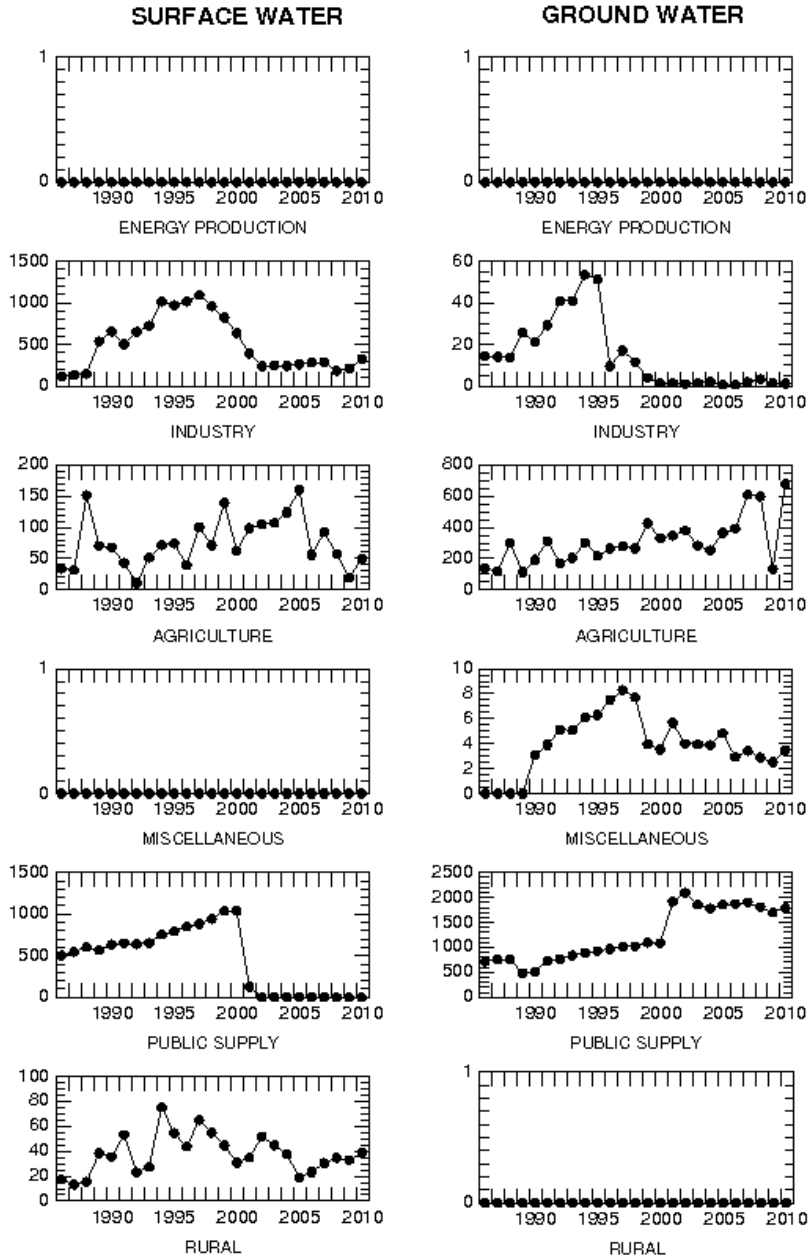 SURFACE WATER GROUND WATER
1 1
0 0
1990 1995 2000 2005 2010 1990 1995 2000 2005 2010
ENERGY PRODUCTION ENERGY PRODUCTION
1500 60
1000 40
500 20
0 0
1990 1995 2000 2005 2010 1990 1995 2000 2005 2010
INDUSTRY INDUSTRY
200 800
150 600
100 400
50 200
0 0
1990 1995 2000 2005 2010 1990 1995 2000 2005 2010
AGRICULTURE AGRICULTURE
1 10
8
6
4
2
0 0
1990 1995 2000 2005 2010 1990 1995 2000 2005 2010
MISCELLANEOUS MISCELLANEOUS
1500 2500
2000
1000 1500
1000
500 500
0 0
1990 1995 2000 2005 2010 1990 1995 2000 2005 2010
PUBLIC SUPPLY PUBLIC SUPPLY
100 1
80
60
40
20
0 0
1990 1995 2000 2005 2010 1990 1995 2000 2005 2010
RURAL RURAL